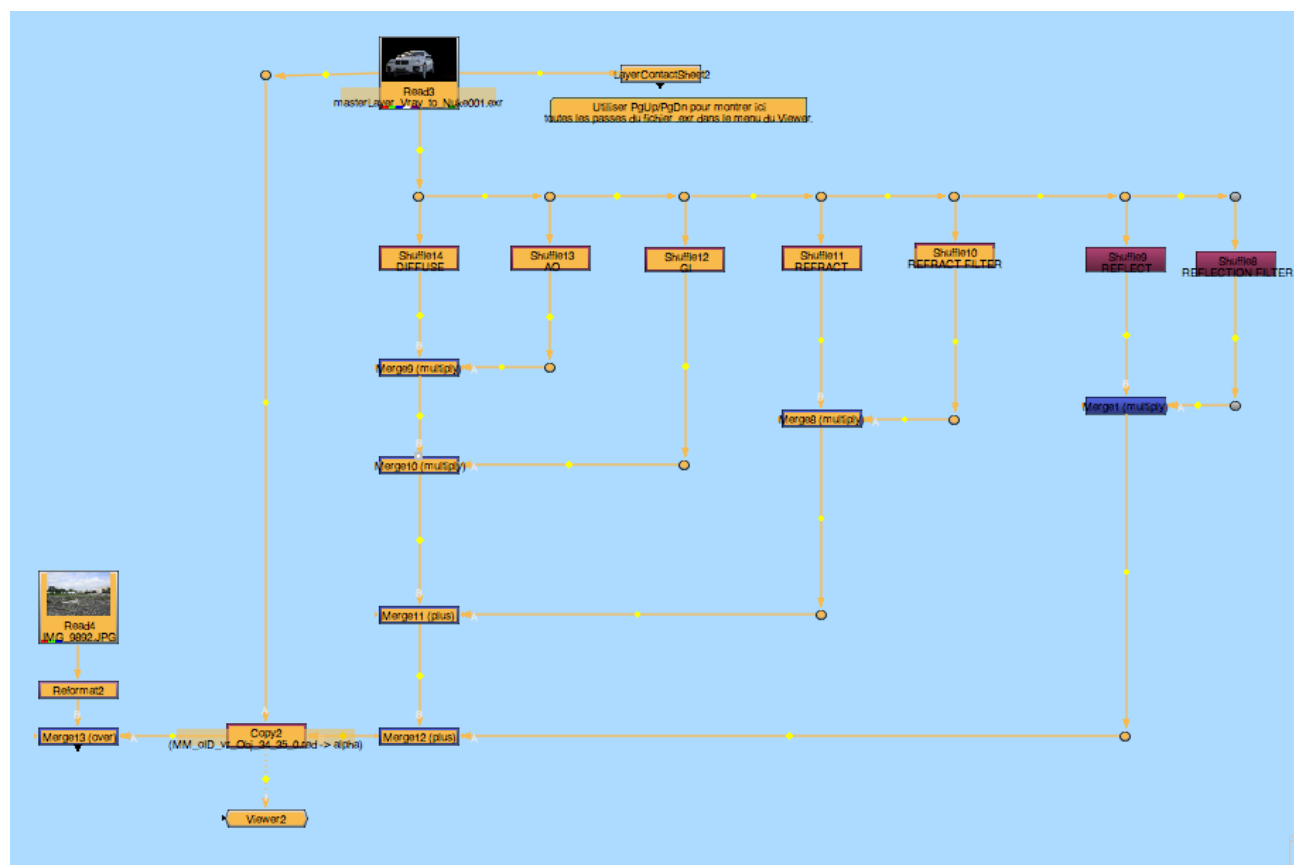 Read3
masterLayer_Vray_to_Nuke001.exr
LayerContactSheet2
Utiliser PgUp/PgDn pour montrer ici
toutes les passes du fichier .exr dans le menu du Viewer.
Shuffle14
DIFFUSE
Shuffle13
AO
Shuffle12
GI
Shuffle11
REFRACT
Shuffle10
REFRACT FILTER
Shuffle9
REFLECT
Shuffle8
REFLECTION FILTER
B
Merge9 (multiply)
A
B
Merge8 (multiply)
A
B
Merge1 (multiply)
A
B
Merge10 (multiply)
A
B
Merge11 (plus)
A
Read4
IMG_9892.JPG
Reformat2
B
Merge13 (over)
A
A
Copy2
(MM_oID_vr_Obj_34_35_0.red -> alpha)
B
Merge12 (plus)
A
Viewer2